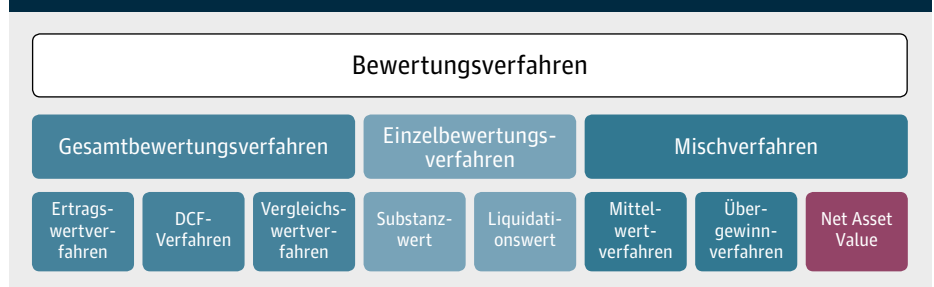 Bewertungsverfahren
Gesamtbewertungsverfahren
Einzelbewertungs-
verfahren
Mischverfahren
Ertrags-
wertver-
fahren
DCF-
Verfahren
Vergleichs-
wertver-
fahren
Substanz-
wert
Liquidati-
onswert
Mittel-
wert-
verfahren
Über-
gewinn-
verfahren
Net Asset
Value